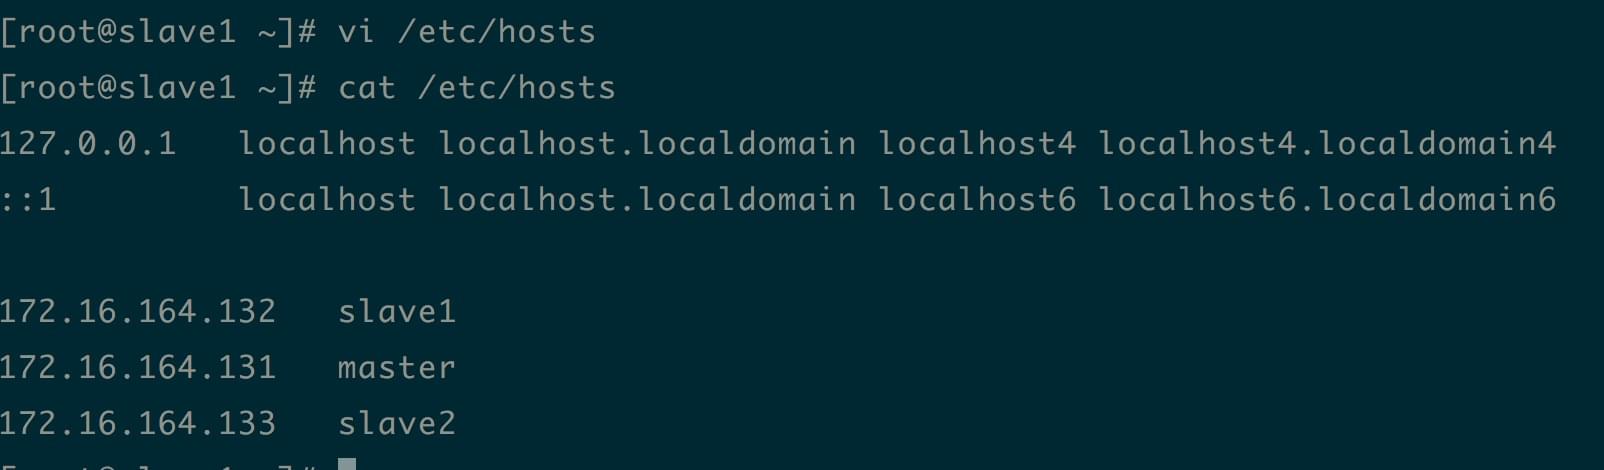 [root@slave1 ~]# vi /etc/hosts
[root@slave1 ~]# cat /etc/hosts
127.0.0.1   localhost localhost.localdomain localhost4 localhost4.localdomain4
::1         localhost localhost.localdomain localhost6 localhost6.localdomain6
172.16.164.132   slave1
172.16.164.131   master
172.16.164.133   slave2
[root@slave1 ~]#